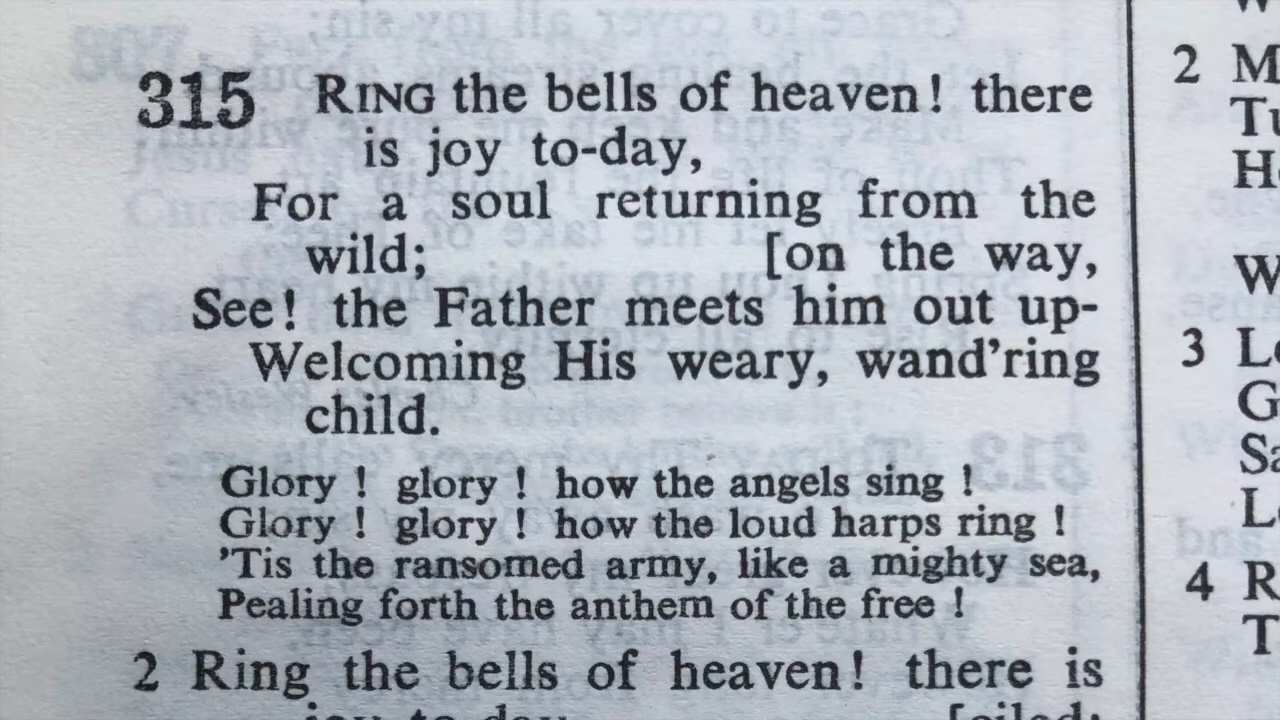 315 RING the bells of heaven! there
is joy to-day,
For a soul returning from the
wild; [on the way,
See! the Father meets him out up-
Welcoming His weary, wand'ring
child.
Glory ! glory ! how the angels sing !
Glory ! glory ! how the loud harps ring !
'Tis the ransomed army, like a mighty sea,
Pealing forth the anthem of the free !
2 Ring the bells of heaven! there is
joy to-day
2
3
4